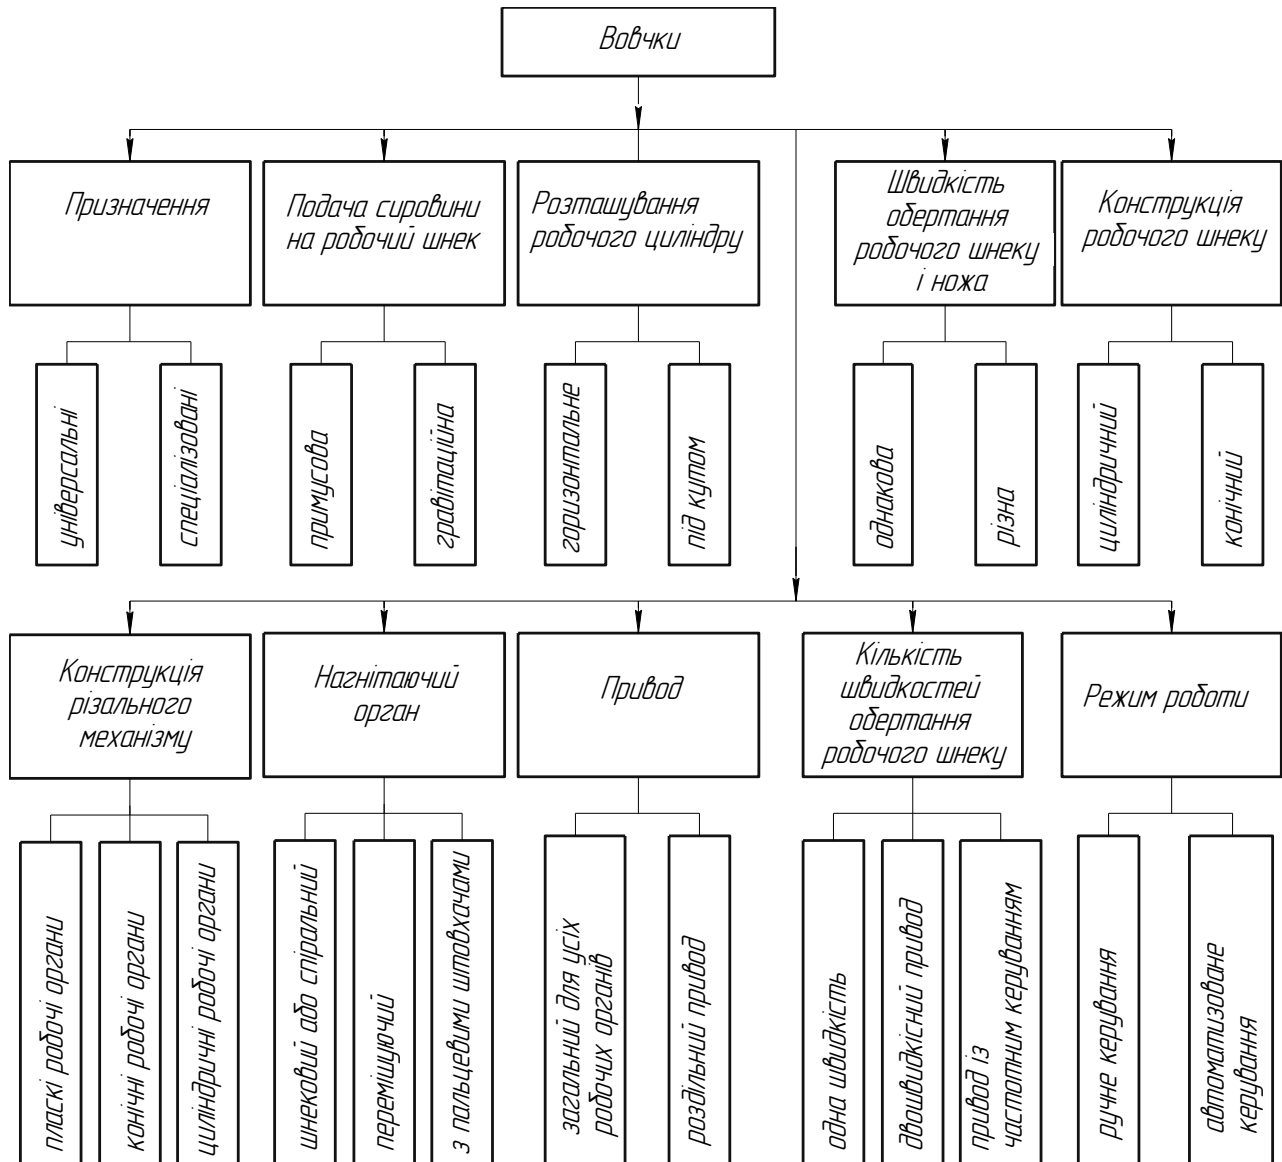 Вовчки
Призначення
Подача сировини
на робочий шнек
Розташування
робочого циліндру
Швидкість
обертання
робочого шнеку
і ножа
Конструкція
робочого шнеку
універсальні
спеціалізовані
примусова
гравітаційна
горизонтальне
під кутом
однакова
різна
циліндричний
конічний
Конструкція
різального
механізму
Нагнітаючий
орган
Привод
Кількість
швидкостей
обертання
робочого шнеку
Режим роботи
пласкі робочі органи
конічні робочі органи
циліндричні робочі органи
шнековий або спіральний
переміщуючий
з пальцевими штовхачами
загальний для усіх
робочих органів
роздільний привод
одна швидкість
двошвидкісний привод
привод із
частотним керуванням
ручне керування
автоматизоване
керування